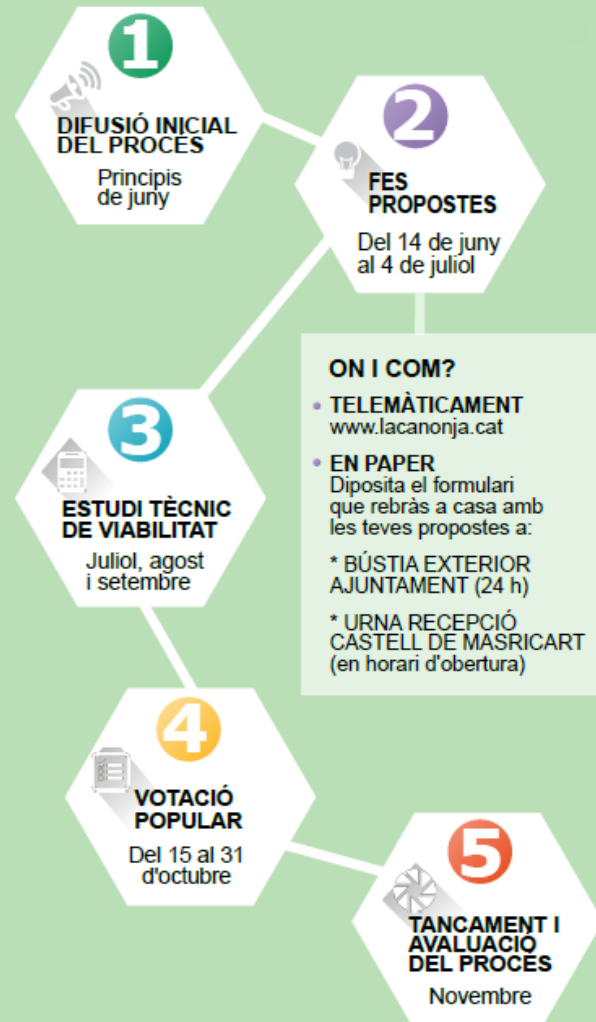 1
DIFUSIÓ INICIAL
DEL PROCÉS
Principis
de juny
2
FES
PROPOSTES
Del 14 de juny
al 4 de juliol
ON I COM?
• TELEMÀTICAMENT
www.lacanonja.cat
• EN PAPER
Diposita el formulari
que rebràs a casa amb
les teves propostes a:
* BÚSTIA EXTERIOR
AJUNTAMENT (24 h)
* URNA RECEPCIÓ
CASTELL DE MASRICART
(en horari d'obertura)
3
ESTUDI TÈCNIC
DE VIABILITAT
Juliol, agost
i setembre
4
VOTACIÓ
POPULAR
Del 15 al 31
d'octubre
5
TANCAMENT I
AVALUACIÓ
DEL PROCÉS
Novembre